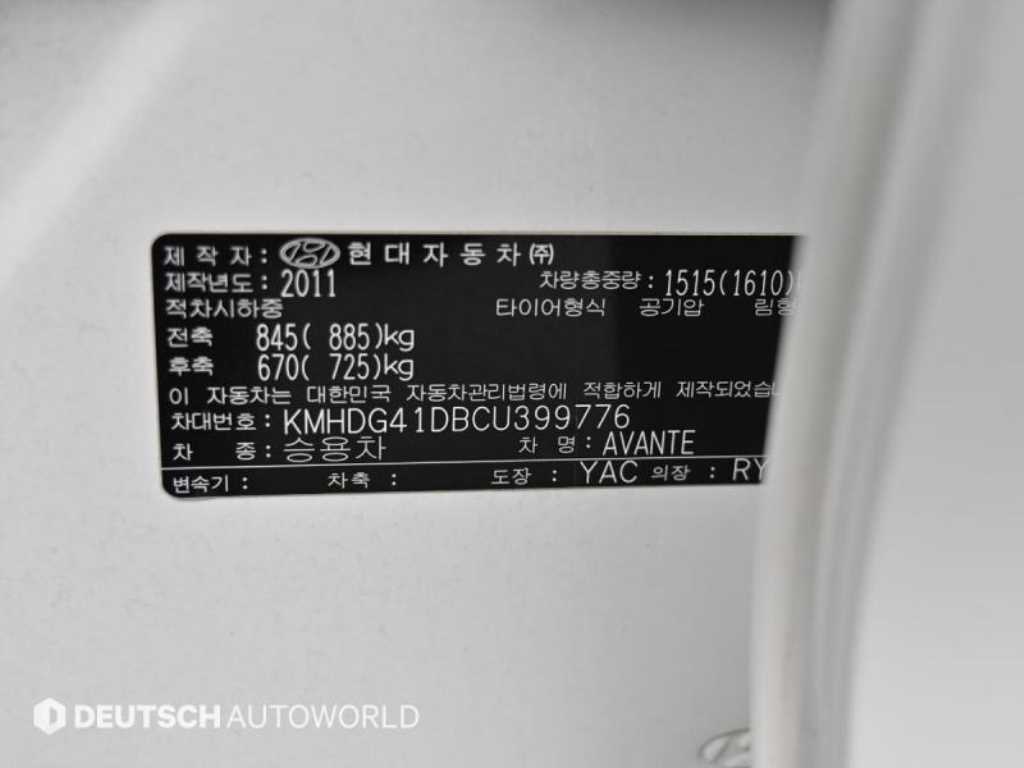 제 작 자 : 현 대 자 동 차 ㈜
제작년도 : 2011 차량총중량 : 1515(1610)
적차시하중 타이어형식 공기압 림형
전축 845( 885)kg
후축 670( 725)kg
이 자동차는 대한민국 자동차관리법령에 적합하게 제작되었습
차대번호 : KMHDG41DBCU399776
차 종 : 승용차 차 명 : AVANTE
변속기 : 차축 : 도장 : YAC 의장 : RY
DEUTSCH AUTOWORLD